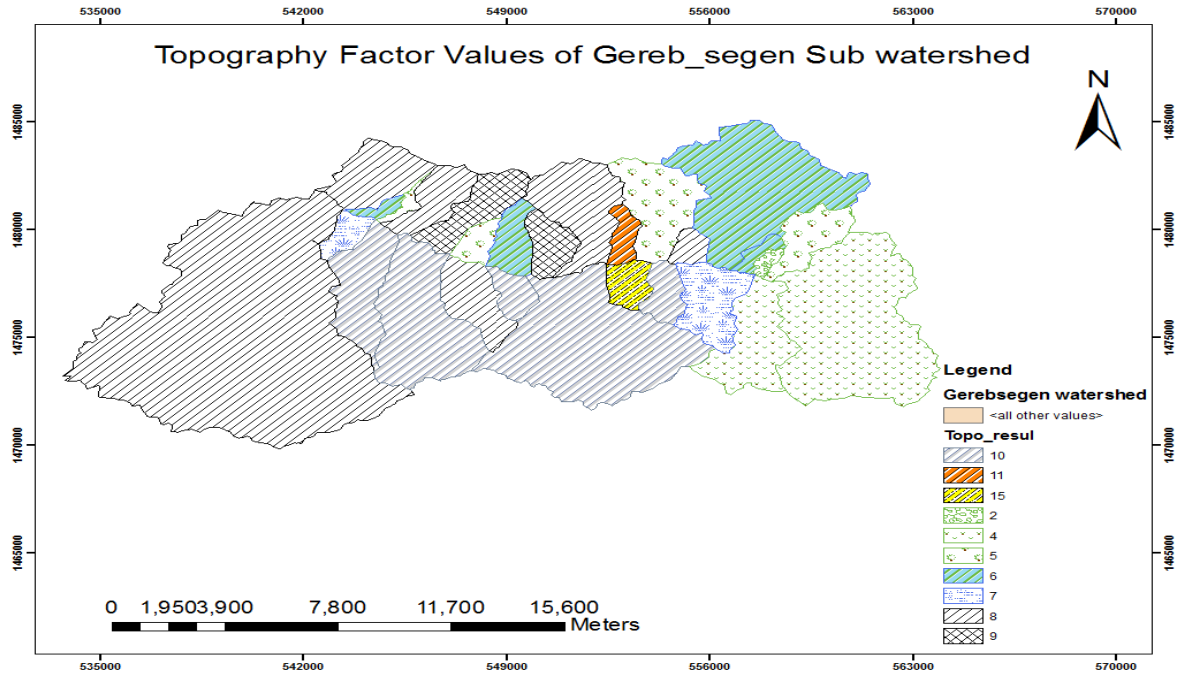 535000 542000 549000 556000 563000 570000
Topography Factor Values of Gereb_segen Sub watershed
N
1485000 1485000
1480000 1480000
1475000 1475000
Legend
Gerebsegen watershed
<all other values>
Topo_resul
1470000 1470000
10
11
15
2
4
5
1465000 1465000
6
7
8
9
0 1,9503,900 7,800 11,700 15,600
Meters
535000 542000 549000 556000 563000 570000